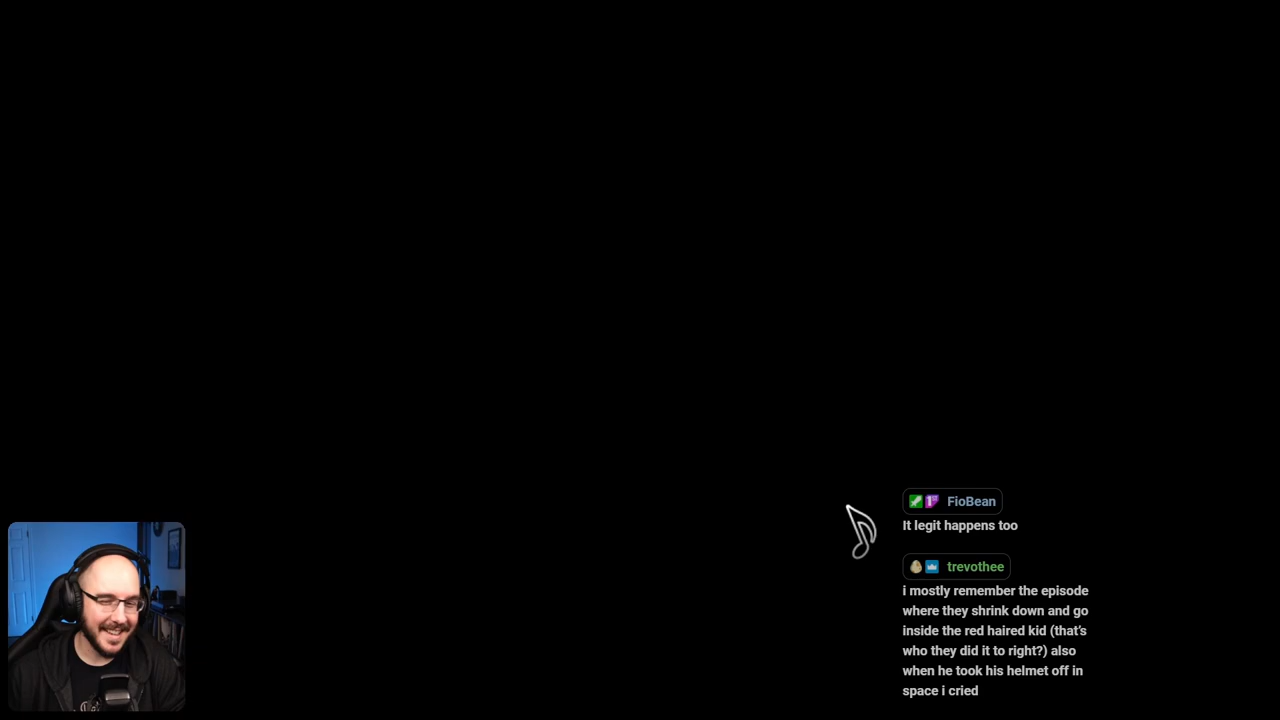 FioBean
It legit happens too
trevothee
i mostly remember the episode
where they shrink down and go
inside the red haired kid (that's
who they did it to right?) also
when he took his helmet off in
space i cried